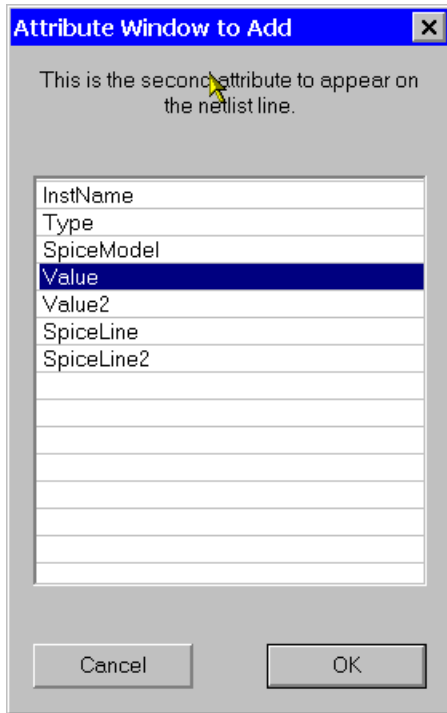 Attribute Window to Add
This is the second attribute to appear on
the netlist line.
InstName
Type
SpiceModel
Value
Value2
SpiceLine
SpiceLine2
Cancel
OK